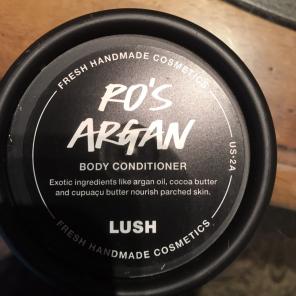 FRESH HANDMADE COSMETICS
RO'S
ARGAN
BODY CONDITIONER
Exotic ingredients like argan oil, cocoa butter
and cupuaçu butter nourish parched skin.
US-2A
LUSH
FRESH HANDMADE COSMETICS